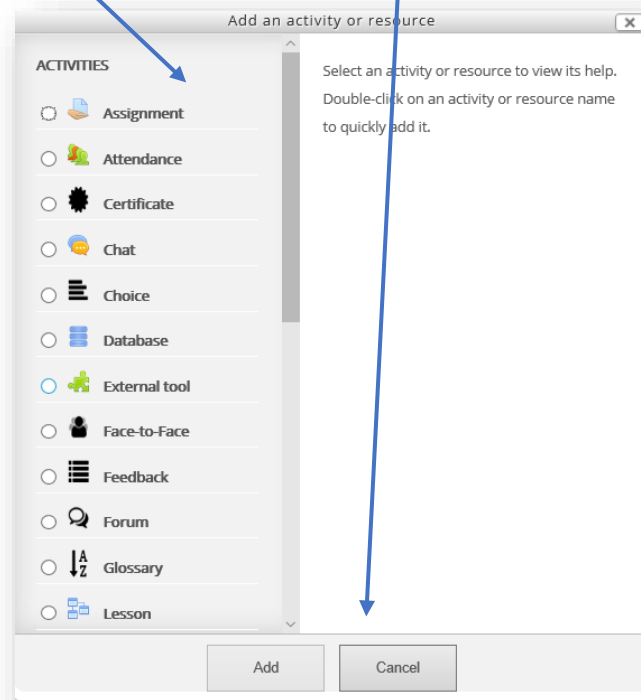 Add an activity or resource
ACTIVITIES
Assignment
Attendance
Certificate
Chat
Choice
Database
External tool
Face-to-Face
Feedback
Forum
Glossary
Lesson
Select an activity or resource to view its help.
Double-click on an activity or resource name
to quickly add it.
Add
Cancel